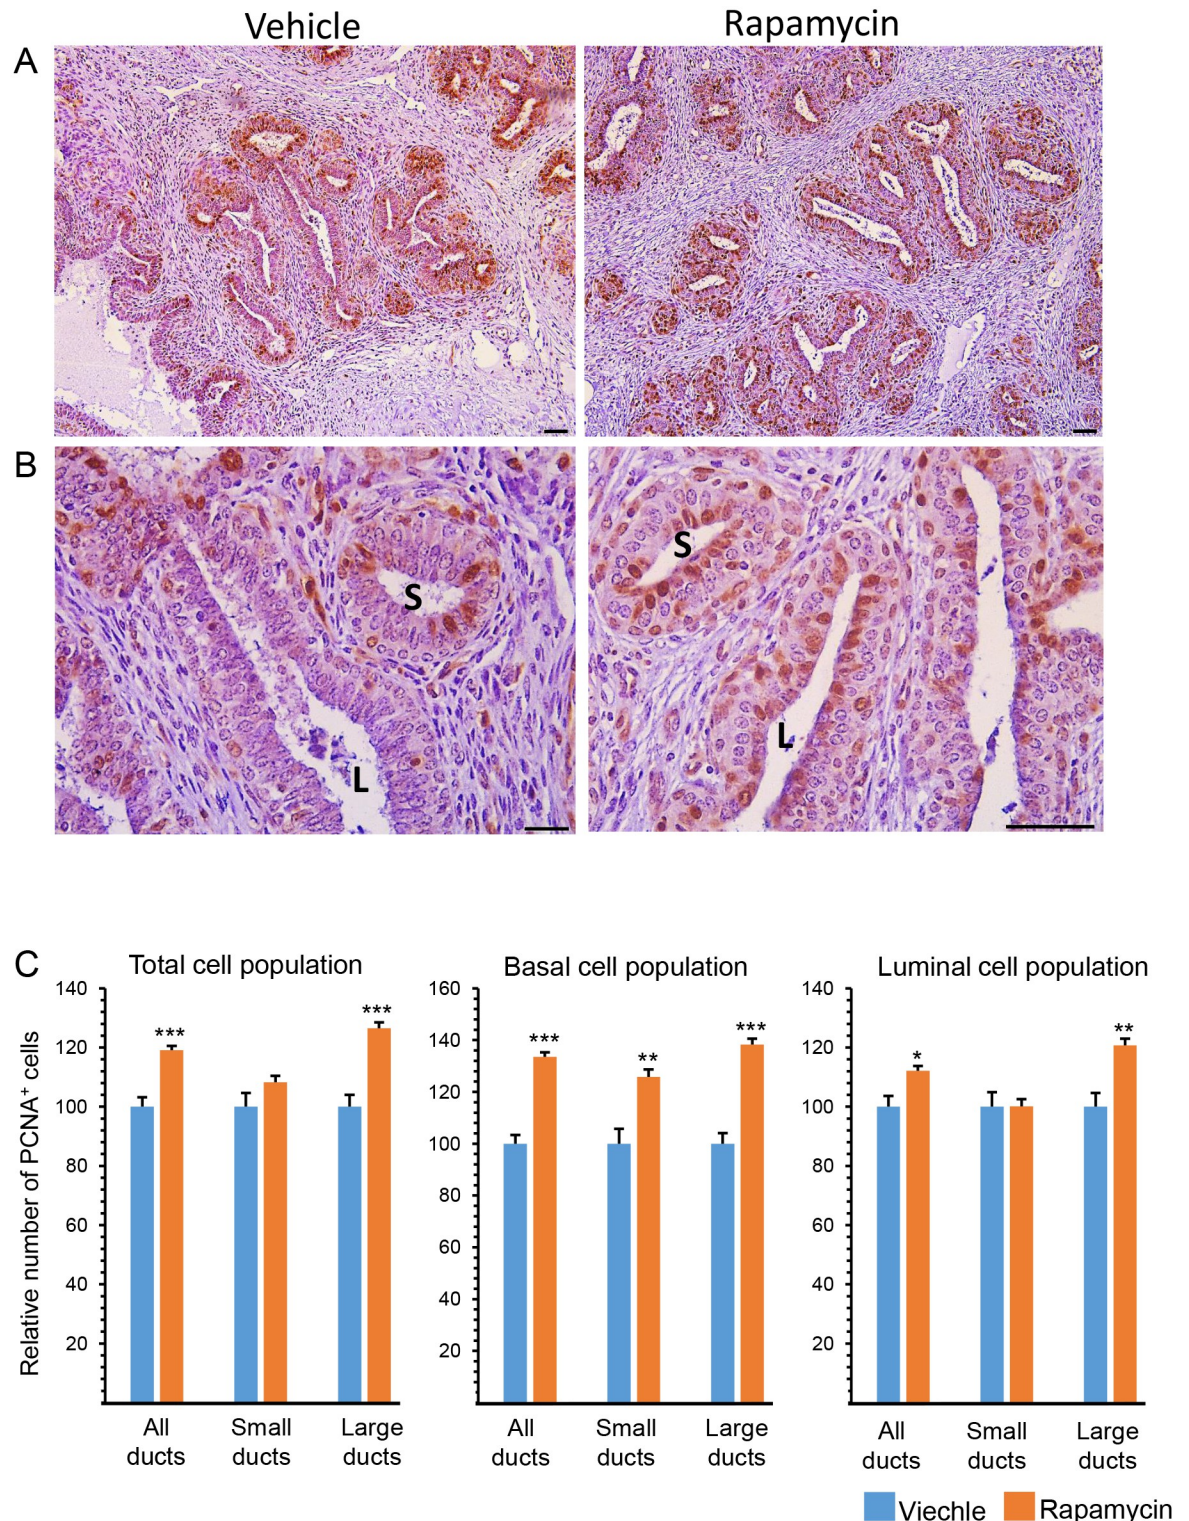 Vehicle Rapamycin
A
B
S
L
S
L
C
Total cell population
Basal cell population
Luminal cell population
Relative number of PCNA⁺ cells
140
120
100
80
60
40
20
***
***
All ducts
Small ducts
Large ducts
160
140
120
100
80
60
40
20
***
**
***
All ducts
Small ducts
Large ducts
140
120
100
80
60
40
20
*
**
All ducts
Small ducts
Large ducts
Viechle Rapamycin